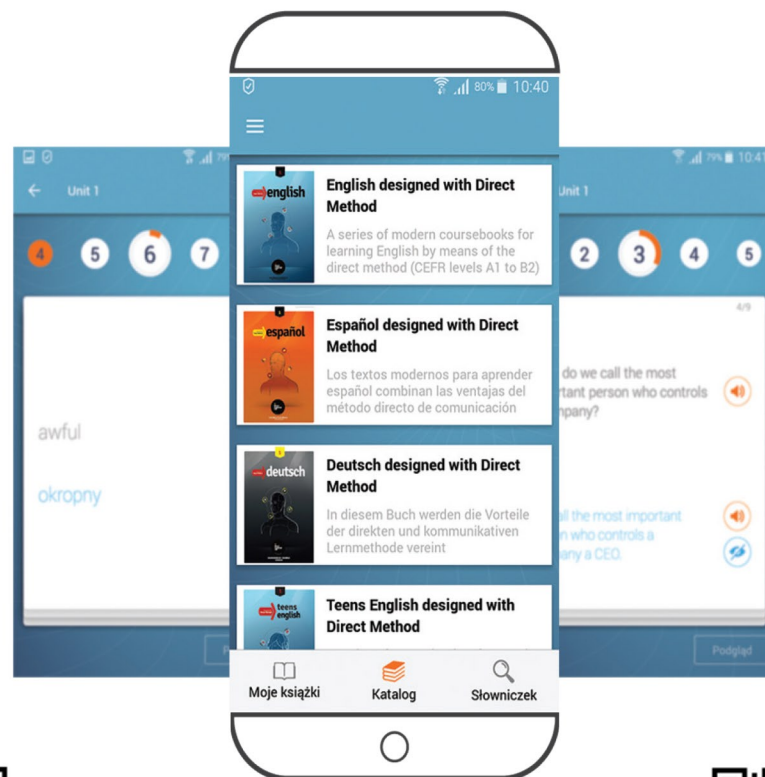 80% 10:40
English designed with Direct
Method
A series of modern coursebooks for
learning English by means of the
direct method (CEFR levels A1 to B2)
english
Español designed with Direct
Method
Los textos modernos para aprender
español combinan las ventajas del
método directo de comunicación
español
Deutsch designed with Direct
Method
In diesem Buch werden die Vorteile
der direkten und kommunikativen
Lernmethode vereint
deutsch
Teens English designed with
Direct Method
teens
english
Moje książki
Katalog
Słowniczek
Unit 1
4 5 6 7
awful
okropny
79% 10:41
Unit 1
2 3 4 5
4/9
do we call the most
rtant person who controls
mpany?
all the most important
n who controls a
any a CEO.
Podgląd